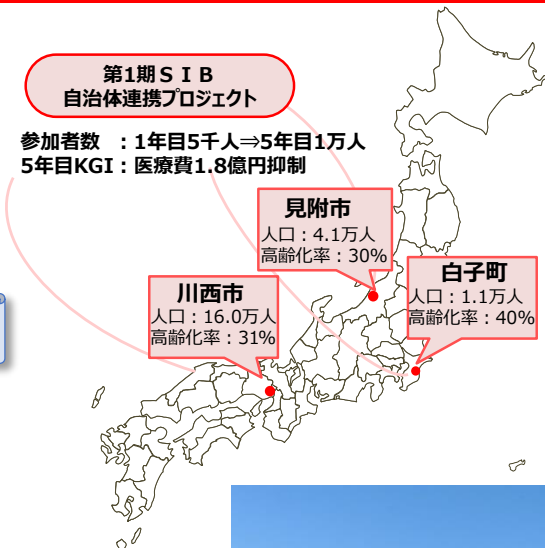 第1期ＳＩＢ
自治体連携プロジェクト
参加者数 ：1年目5千人⇒5年目1万人
5年目KGI：医療費1.8億円抑制
見附市
人口：4.1万人
高齢化率：30%
白子町
人口：1.1万人
高齢化率：40%
川西市
人口：16.0万人
高齢化率：31%